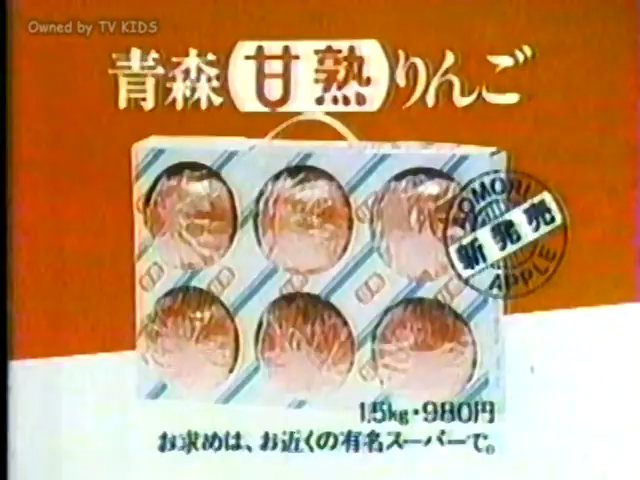 Owned by TV KIDS
青森甘熟りんご
AOMORI
新発売
APPLE
1.5kg・980円
お求めは、お近くの有名スーパーで。